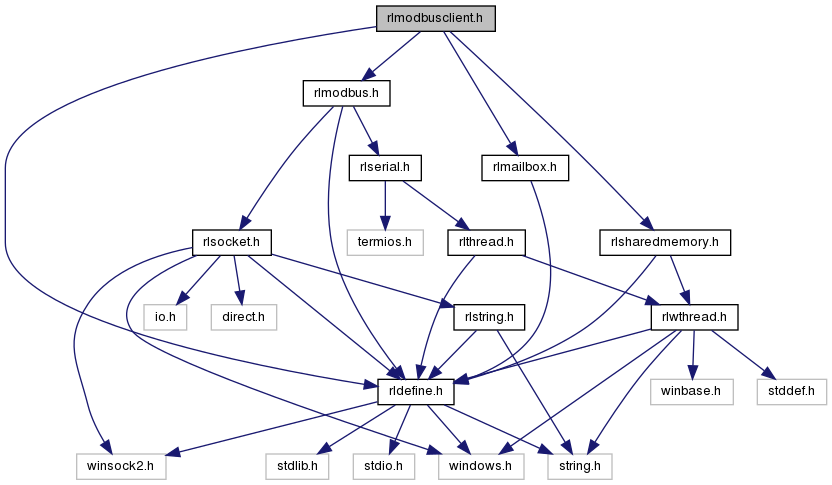 rlmodbusclient.h
rlmodbus.h
rlserial.h
rlmailbox.h
rlsocket.h
termios.h
rlthread.h
rlsharedmemory.h
io.h
direct.h
rlstring.h
rlwthread.h
rldefine.h
winbase.h
stddef.h
winsock2.h
stdlib.h
stdio.h
windows.h
string.h